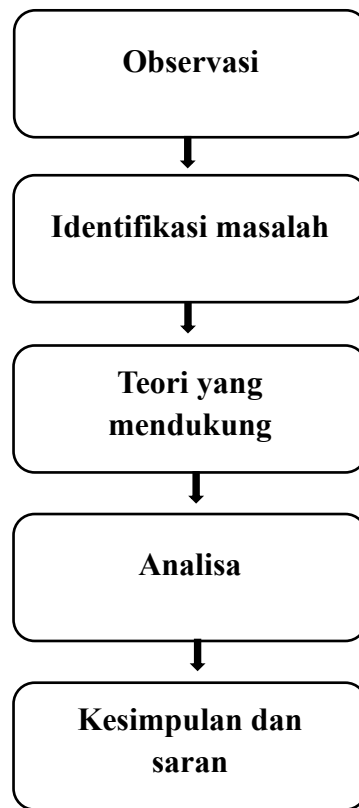 Observasi
Identifikasi masalah
Teori yang
mendukung
Analisa
Kesimpulan dan
saran